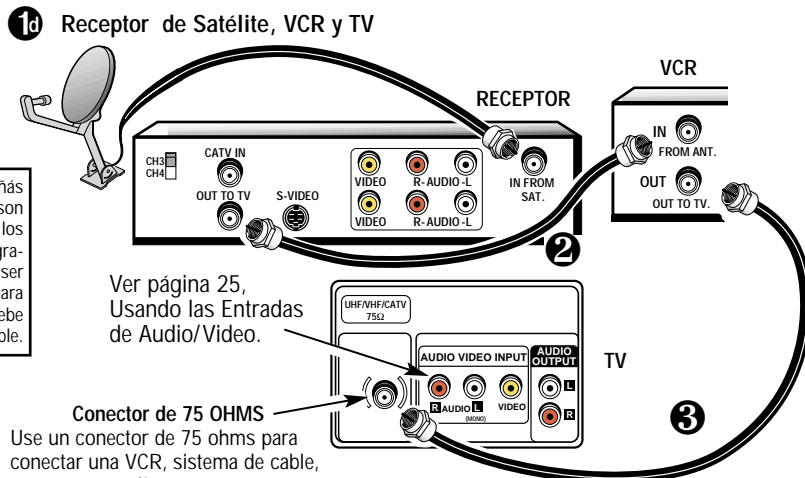 1d Receptor de Satélite, VCR y TV
VCR
RECEPTOR
CH3
CH4
CATV IN
OUT TO TV
S-VIDEO
VIDEO R- AUDIO -L
VIDEO R- AUDIO -L
IN FROM
SAT.
IN
FROM ANT.
OUT
OUT TO TV.
ñás
son
los
gra-
ser
para
ebe
ble.
2
Ver página 25,
Usando las Entradas
de Audio/Video.
UHF/VHF/CATV
75Ω
AUDIO VIDEO INPUT
R AUDIO L
(MONO)
VIDEO
AUDIO
OUTPUT
L
R
TV
3
Conector de 75 OHMS
Use un conector de 75 ohms para
conectar una VCR, sistema de cable,